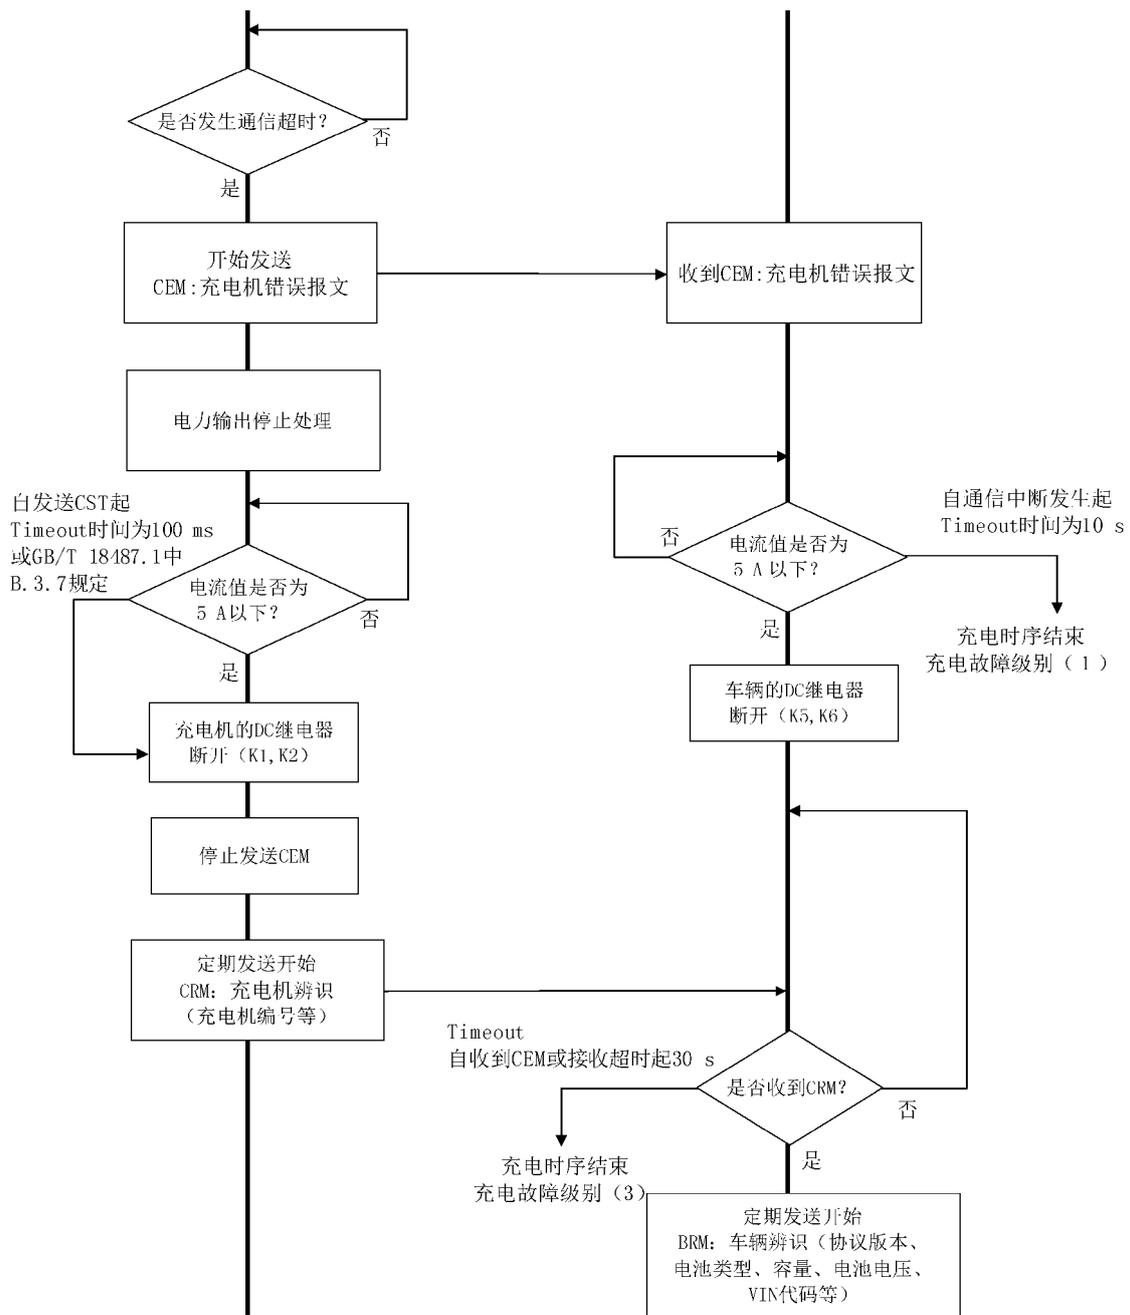 是否发生通信超时？
否
是
开始发送
CEM:充电机错误报文
收到CEM:充电机错误报文
电力输出停止处理
自发送CST起
Timeout时间为100 ms
或GB/T 18487.1中
B.3.7规定
电流值是否为
5 A以下？
否
是
自通信中断发生起
Timeout时间为10 s
否
电流值是否为
5 A以下？
是
充电时序结束
充电故障级别（1）
充电机的DC继电器
断开（K1,K2）
车辆的DC继电器
断开（K5,K6）
停止发送CEM
定期发送开始
CRM：充电机辨识
（充电机编号等）
Timeout
自收到CEM或接收超时起30 s
是否收到CRM？
否
是
充电时序结束
充电故障级别（3）
定期发送开始
BRM：车辆辨识（协议版本、
电池类型、容量、电池电压、
VIN代码等）